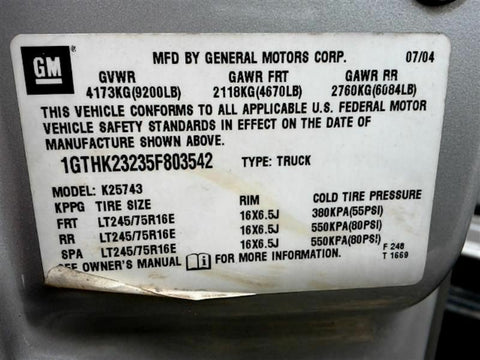 GM
MFD BY GENERAL MOTORS CORP. 07/04
GVWR GAWR FRT GAWR RR
4173KG(9200LB) 2118KG(4670LB) 2760KG(6084LB)
THIS VEHICLE CONFORMS TO ALL APPLICABLE U.S. FEDERAL MOTOR
VEHICLE SAFETY STANDARDS IN EFFECT ON THE DATE OF
MANUFACTURE SHOWN ABOVE.
1GTHK23235F803542 TYPE: TRUCK
MODEL: K25743
KPPG TIRE SIZE RIM COLD TIRE PRESSURE
FRT LT245/75R16E 16X6.5J 380KPA(55PSI)
RR LT245/75R16E 16X6.5J 550KPA(80PSI)
SPA LT245/75R16E 16X6.5J 550KPA(80PSI)
SEE OWNER'S MANUAL i FOR MORE INFORMATION. F 248
T 1669